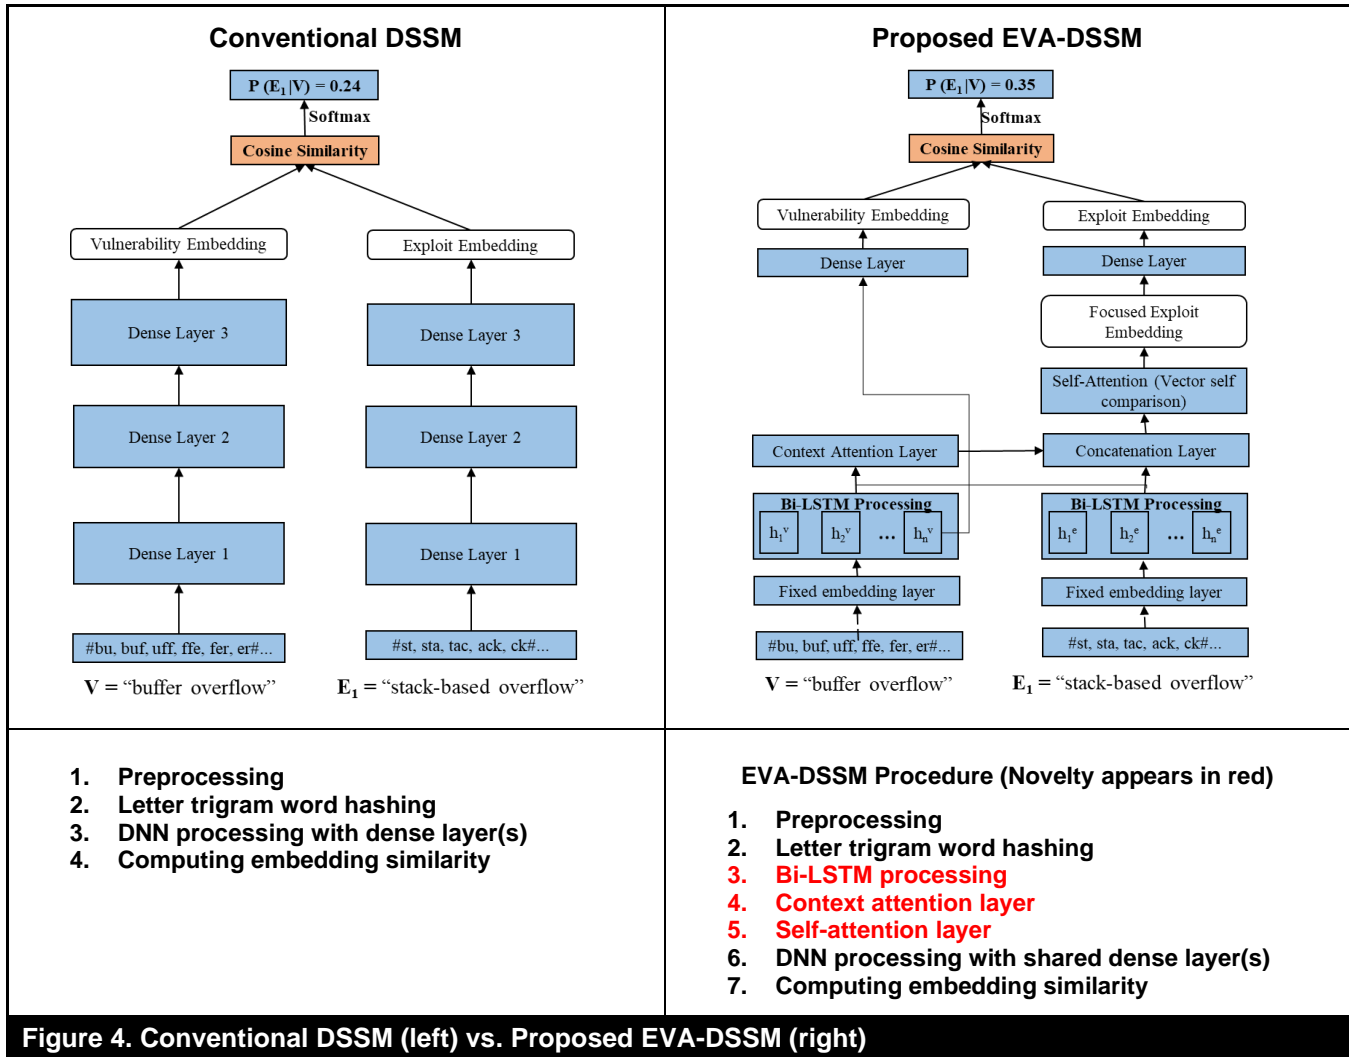 Conventional DSSM
P (E₁|V) = 0.24
Softmax
Cosine Similarity
Vulnerability Embedding
Exploit Embedding
Dense Layer 3
Dense Layer 3
Dense Layer 2
Dense Layer 2
Dense Layer 1
Dense Layer 1
#bu, buf, uff, ffe, fer, er#...
#st, sta, tac, ack, ck#...
V = “buffer overflow”
E₁ = “stack-based overflow”
Proposed EVA-DSSM
P (E₁|V) = 0.35
Softmax
Cosine Similarity
Vulnerability Embedding
Exploit Embedding
Dense Layer
Dense Layer
Focused Exploit
Embedding
Self-Attention (Vector self
comparison)
Context Attention Layer
Concatenation Layer
Bi-LSTM Processing
h₁ᵛ h₂ᵛ ... hₙᵛ
Bi-LSTM Processing
h₁ᵉ h₂ᵉ ... hₙᵉ
Fixed embedding layer
Fixed embedding layer
#bu, buf, uff, ffe, fer, er#...
#st, sta, tac, ack, ck#...
V = “buffer overflow”
E₁ = “stack-based overflow”
1. Preprocessing
2. Letter trigram word hashing
3. DNN processing with dense layer(s)
4. Computing embedding similarity
EVA-DSSM Procedure (Novelty appears in red)
1. Preprocessing
2. Letter trigram word hashing
3. Bi-LSTM processing
4. Context attention layer
5. Self-attention layer
6. DNN processing with shared dense layer(s)
7. Computing embedding similarity
Figure 4. Conventional DSSM (left) vs. Proposed EVA-DSSM (right)